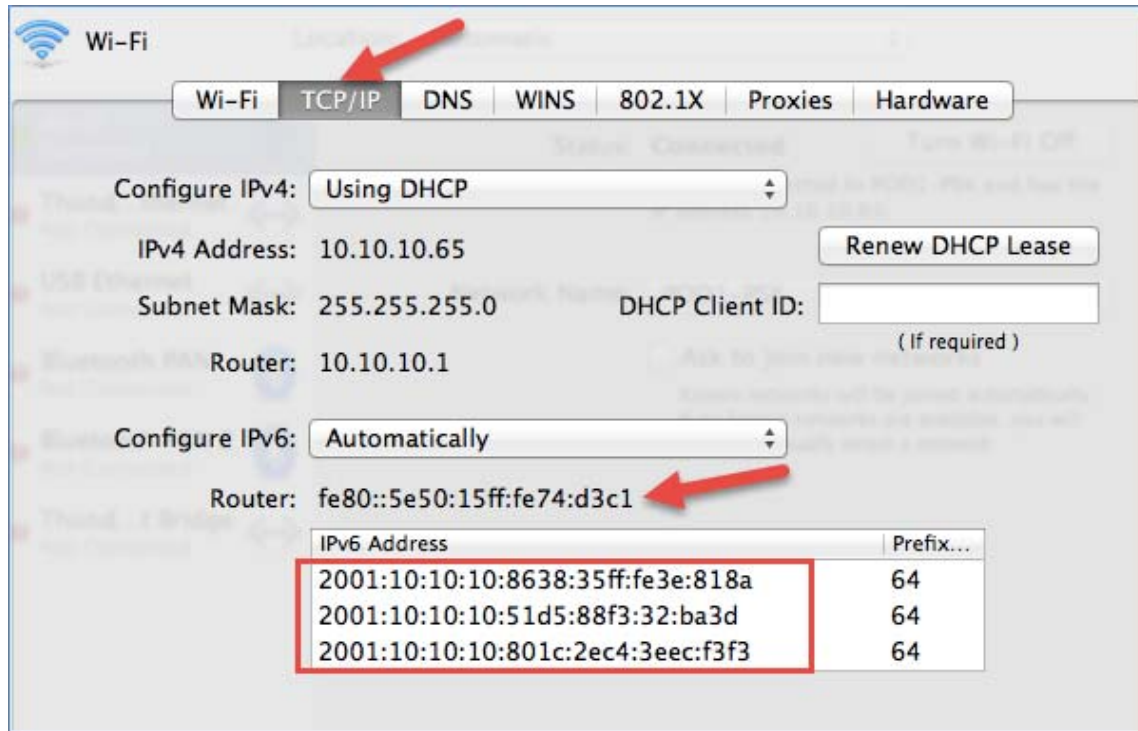 Wi-Fi
Wi-Fi TCP/IP DNS WINS 802.1X Proxies Hardware
Configure IPv4: Using DHCP
IPv4 Address: 10.10.10.65 Renew DHCP Lease
Subnet Mask: 255.255.255.0 DHCP Client ID:
( If required )
Router: 10.10.10.1
Configure IPv6: Automatically
Router: fe80::5e50:15ff:fe74:d3c1
IPv6 Address Prefix...
2001:10:10:10:8638:35ff:fe3e:818a 64
2001:10:10:10:51d5:88f3:32:ba3d 64
2001:10:10:10:801c:2ec4:3eec:f3f3 64